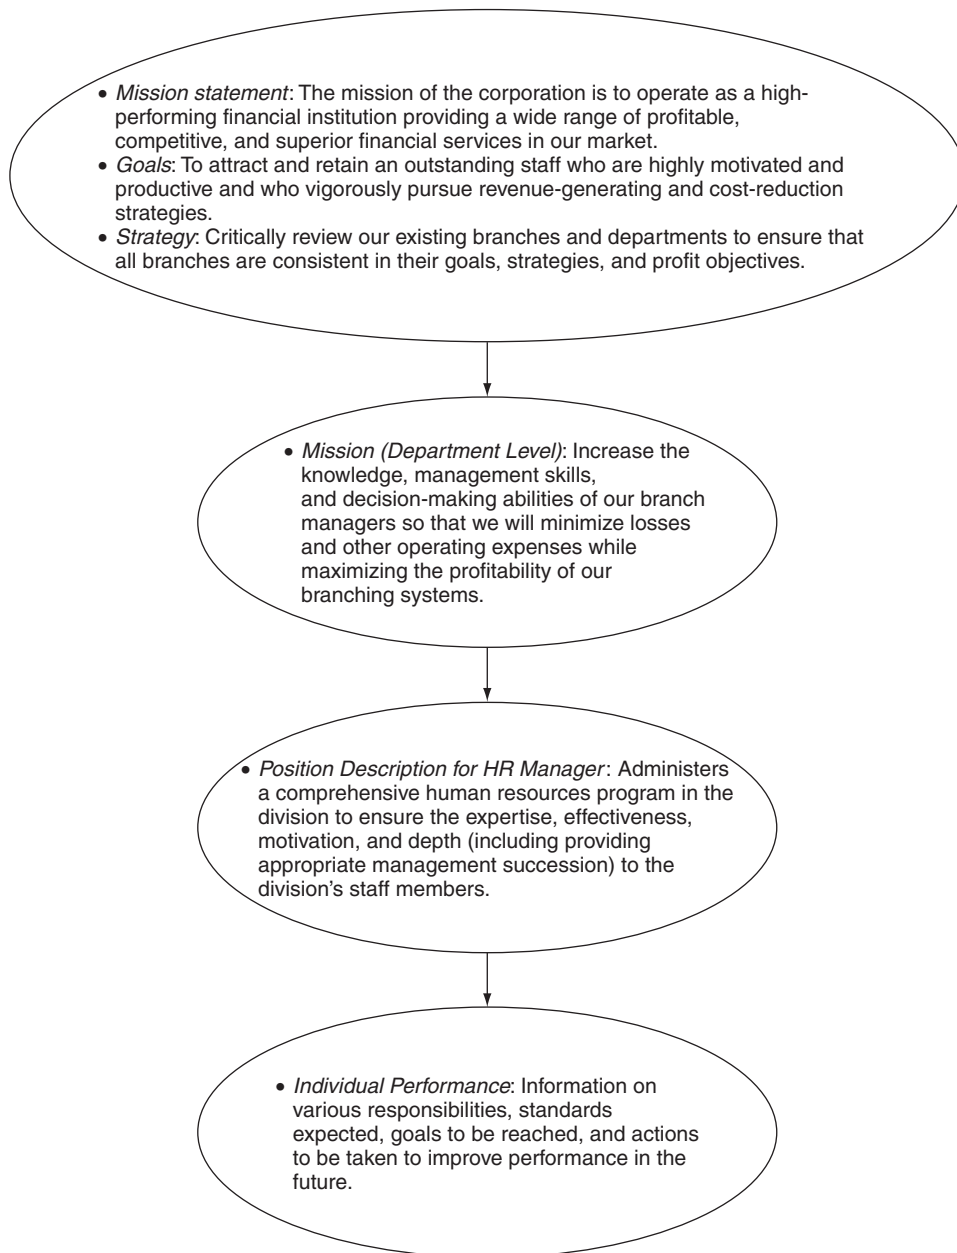 • Mission statement: The mission of the corporation is to operate as a high-
performing financial institution providing a wide range of profitable,
competitive, and superior financial services in our market.
• Goals: To attract and retain an outstanding staff who are highly motivated and
productive and who vigorously pursue revenue-generating and cost-reduction
strategies.
• Strategy: Critically review our existing branches and departments to ensure that
all branches are consistent in their goals, strategies, and profit objectives.
• Mission (Department Level): Increase the
knowledge, management skills,
and decision-making abilities of our branch
managers so that we will minimize losses
and other operating expenses while
maximizing the profitability of our
branching systems.
• Position Description for HR Manager: Administers
a comprehensive human resources program in the
division to ensure the expertise, effectiveness,
motivation, and depth (including providing
appropriate management succession) to the
division's staff members.
• Individual Performance: Information on
various responsibilities, standards
expected, goals to be reached, and actions
to be taken to improve performance in the
future.